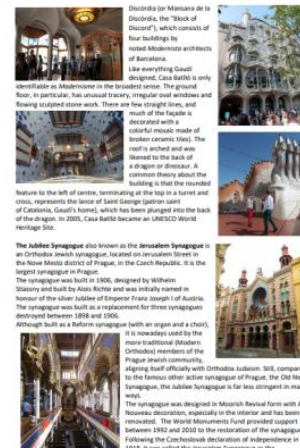 Discòrdia (or Mansana de la
Discòrdia, the "Block of
Discord"), which consists of
four buildings by
noted Modernista architects
of Barcelona.
Like everything Gaudí
designed, Casa Batlló is only
identifiable as Modernisme in the broadest sense. The ground
floor, in particular, has unusual tracery, irregular oval windows and
flowing sculpted stone work. There are few straight lines, and
much of the façade is
decorated with a
colorful mosaic made of
broken ceramic tiles). The
roof is arched and was
likened to the back of
a dragon or dinosaur. A
common theory about the
building is that the rounded
feature to the left of centre, terminating at the top in a turret and
cross, represents the lance of Saint George (patron saint
of Catalonia, Gaudí's home), which has been plunged into the back
of the dragon. In 2005, Casa Batlló became an UNESCO World
Heritage Site.
The Jubilee Synagogue also known as the Jerusalem Synagogue is
an Orthodox Jewish synagogue, located on Jerusalem Street in
the Nove Mesto district of Prague, in the Czech Republic. It is the
largest synagogue in Prague.
The synagogue was built in 1906, designed by Wilhelm
Stiassny and built by Alois Richte and was initially named in
honour of the silver Jubilee of Emperor Franz Joseph I of Austria.
The synagogue was built as a replacement for three synagogues
destroyed between 1898 and 1906.
Although built as a Reform synagogue (with an organ and a choir),
it is nowadays used by the
more traditional (Modern
Orthodox) members of the
Prague Jewish community,
aligning itself officially with Orthodox Judaism. Still, compared
to the famous other active synagogue of Prague, the Old New
Synagogue, the Jubilee Synagogue is far less stringent in many
ways.
The synagogue was designed in Moorish Revival form with Art
Nouveau decoration, especially in the interior and has been
renovated. The World Monuments Fund provided support
between 1992 and 2010 to the restoration of the synagogue.
Following the Czechoslovak declaration of independence